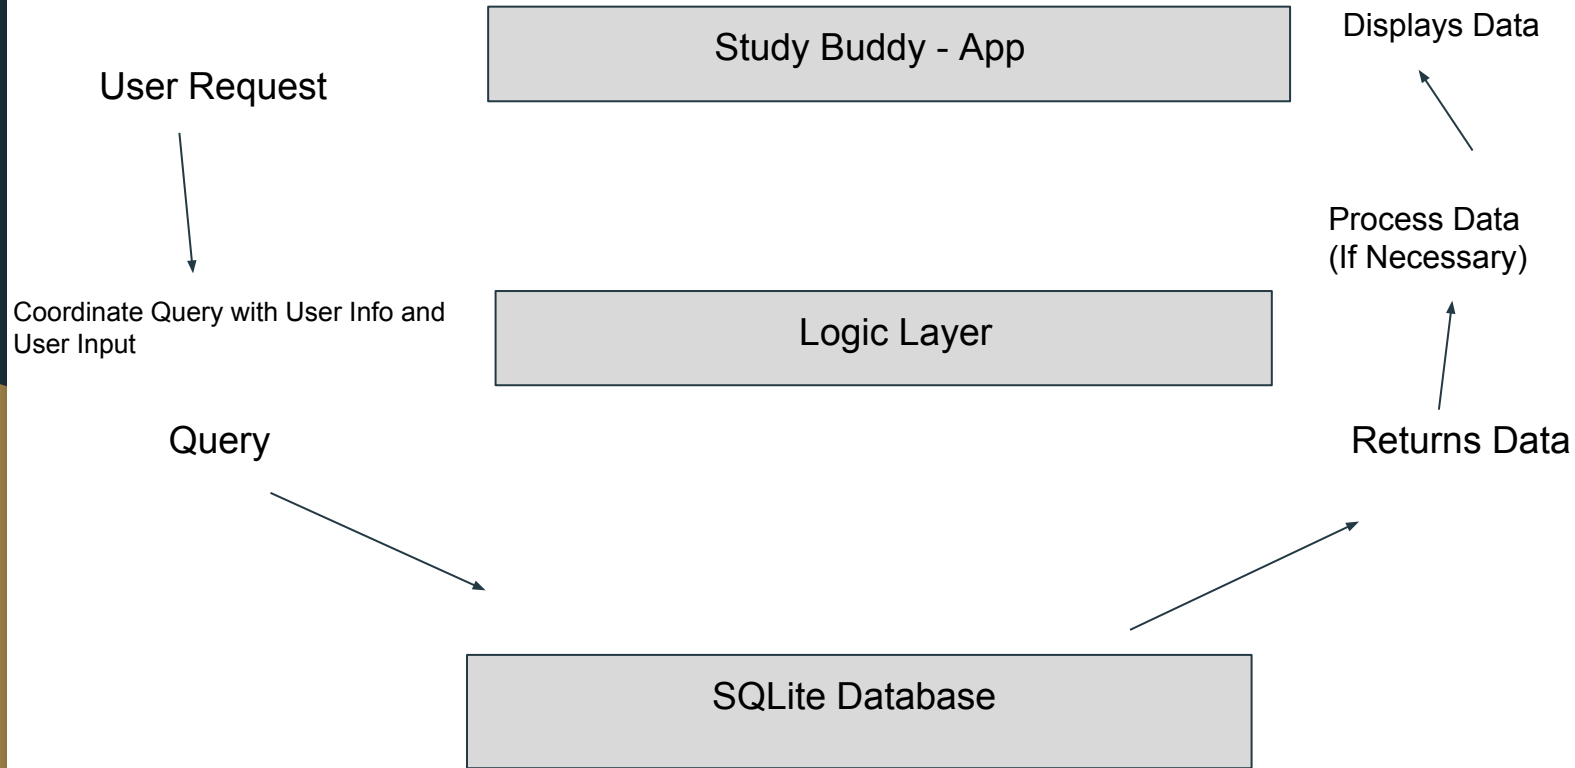 Study Buddy - App
Displays Data
User Request
Process Data
(If Necessary)
Coordinate Query with User Info and
User Input
Logic Layer
Query
Returns Data
SQLite Database